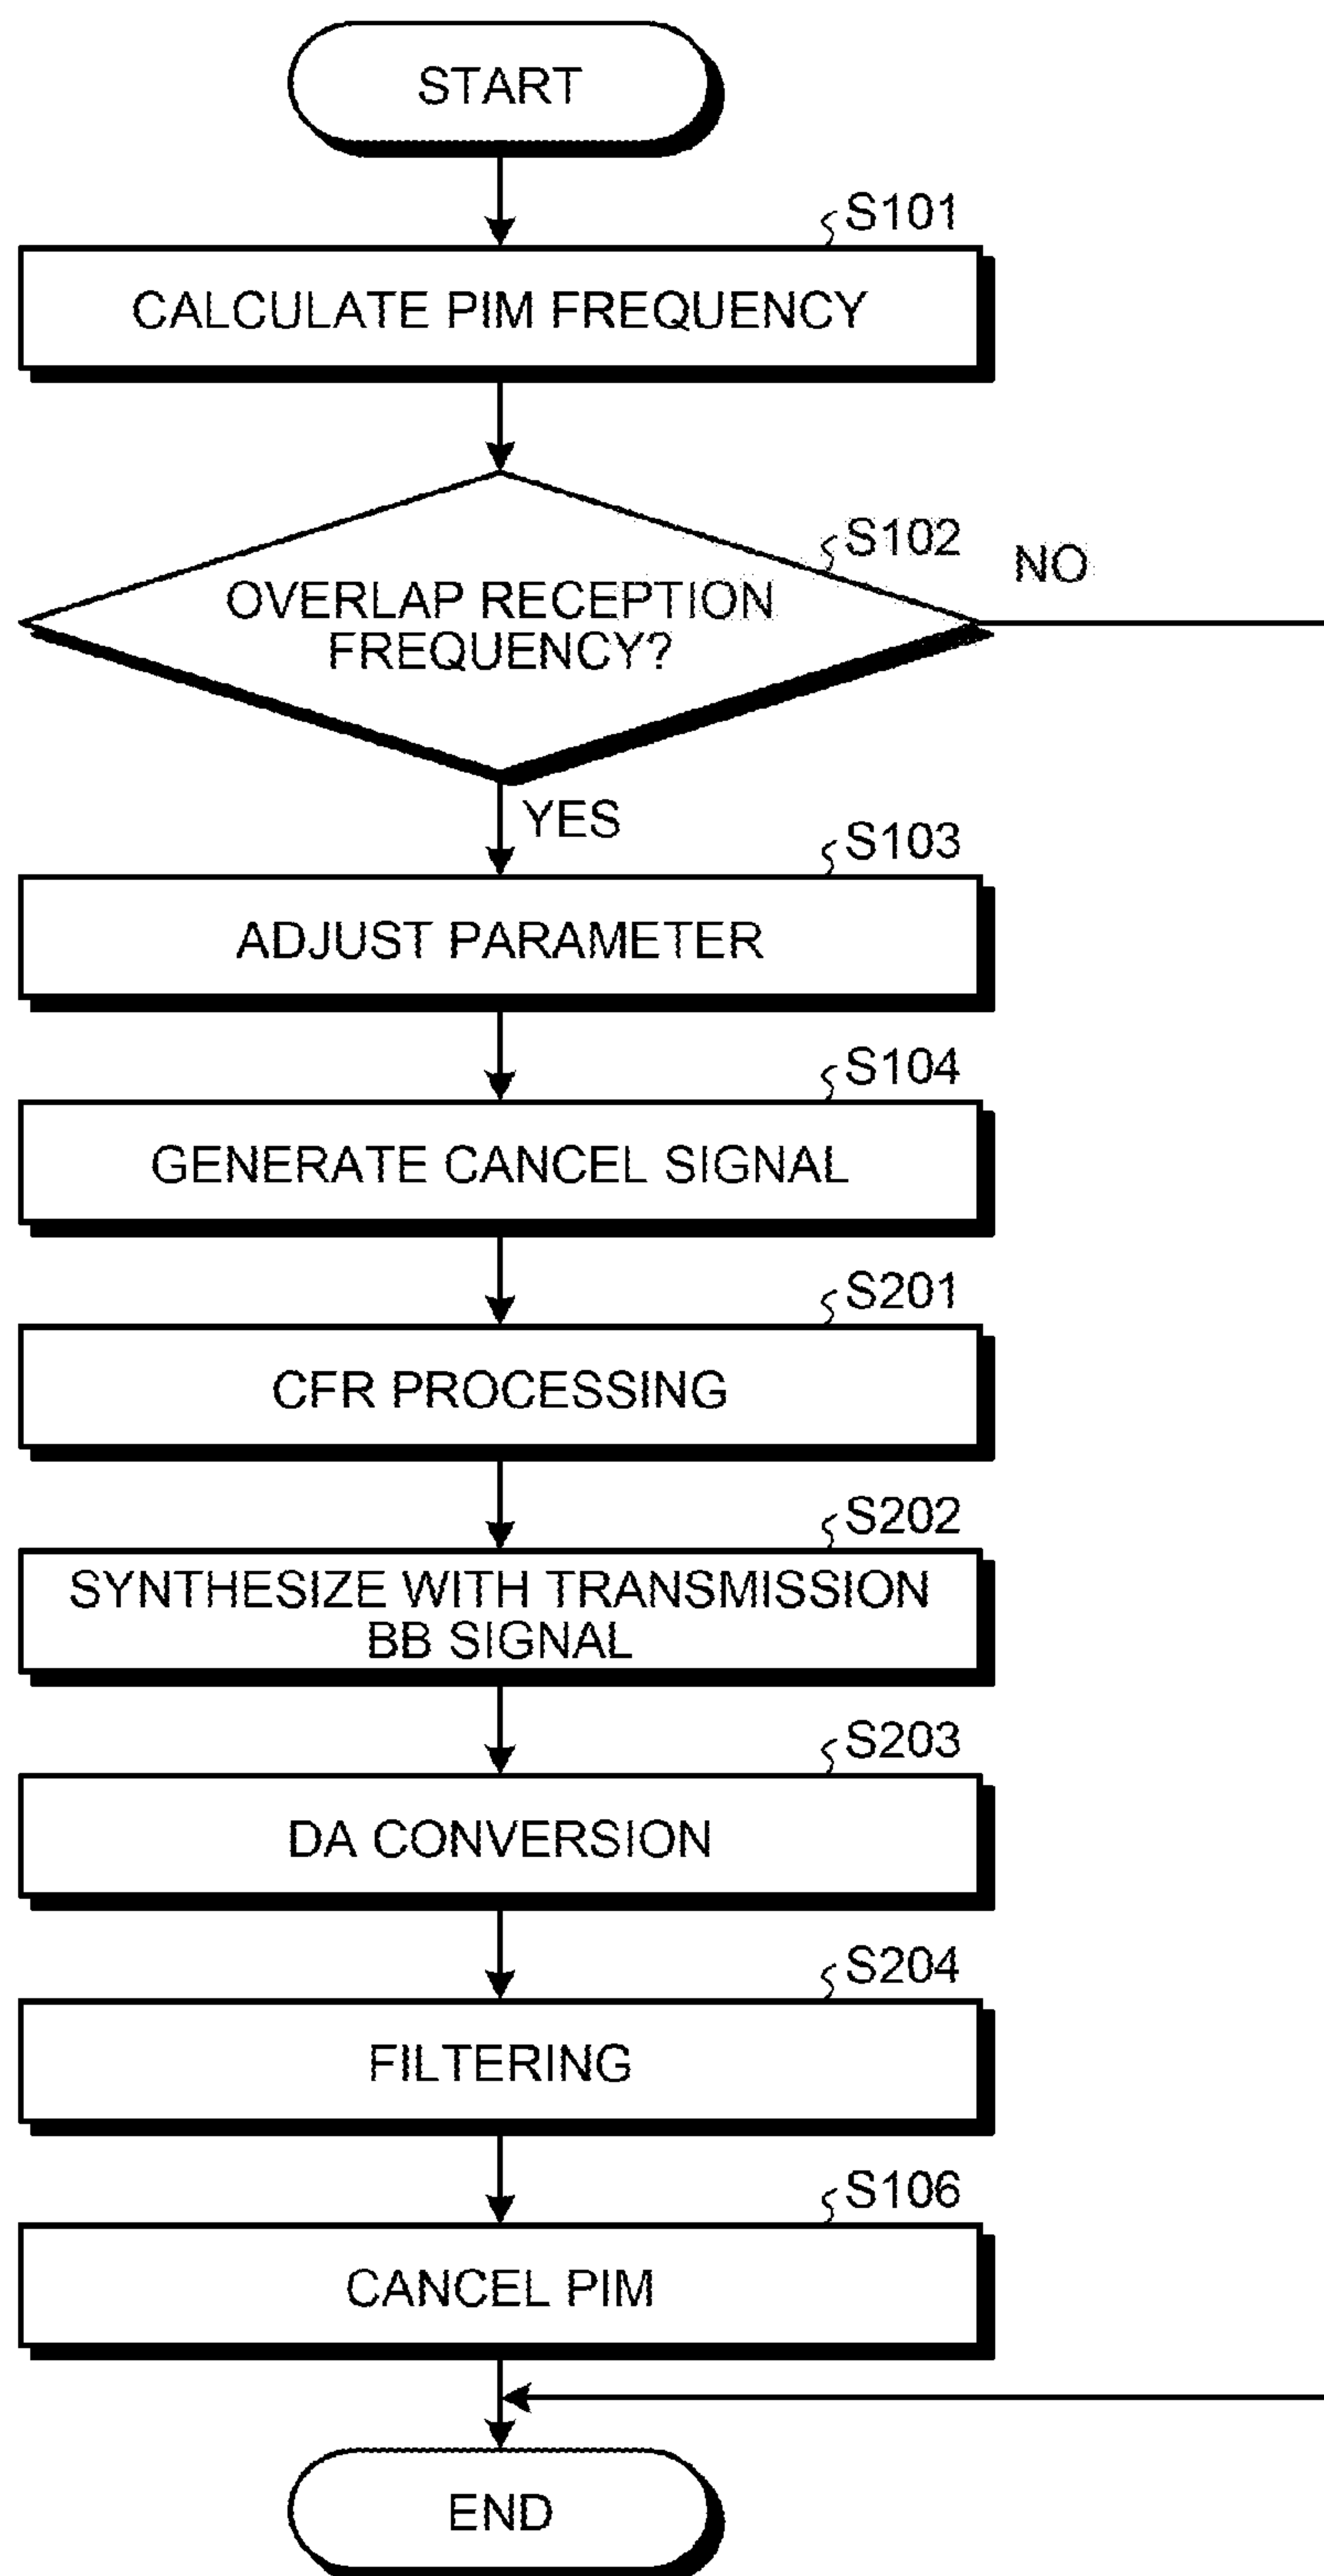 START
S101
CALCULATE PIM FREQUENCY
S102
NO
OVERLAP RECEPTION
FREQUENCY?
YES
S103
ADJUST PARAMETER
S104
GENERATE CANCEL SIGNAL
S201
CFR PROCESSING
S202
SYNTHESIZE WITH TRANSMISSION
BB SIGNAL
S203
DA CONVERSION
S204
FILTERING
S106
CANCEL PIM
END